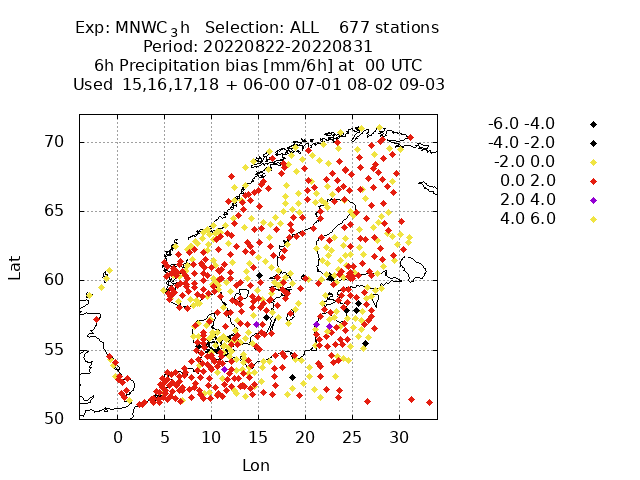 Exp: MNWC₃h   Selection: ALL    677 stations
Period: 20220822-20220831
6h Precipitation bias [mm/6h] at  00 UTC
Used  15,16,17,18 + 06-00 07-01 08-02 09-03
-6.0 -4.0
-4.0 -2.0
-2.0 0.0
0.0 2.0
2.0 4.0
4.0 6.0
70
65
60
55
50
Lat
0 5 10 15 20 25 30
Lon